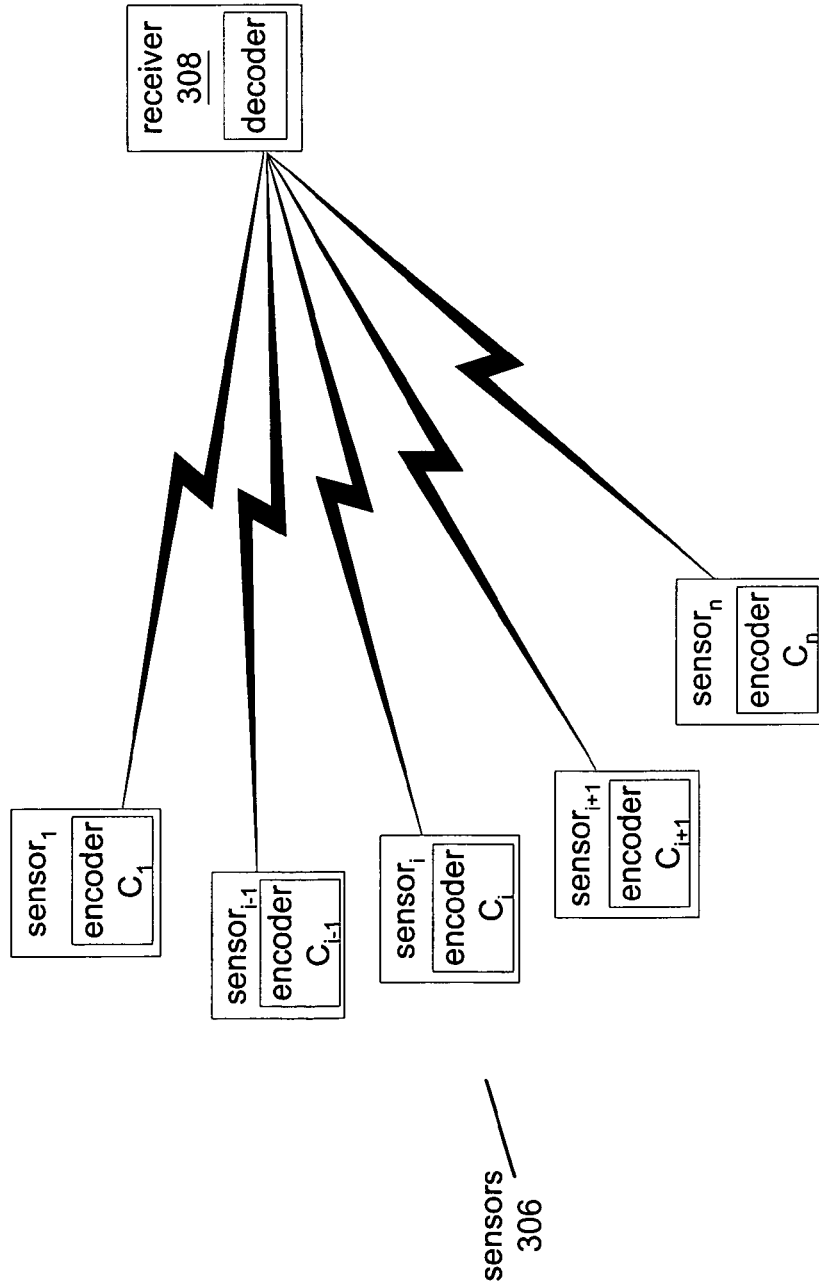 receiver
308
decoder
sensor1
encoder
C1
sensori-1
encoder
Ci-1
sensori
encoder
Ci
sensori+1
encoder
Ci+1
sensorn
encoder
Cn
sensors
306